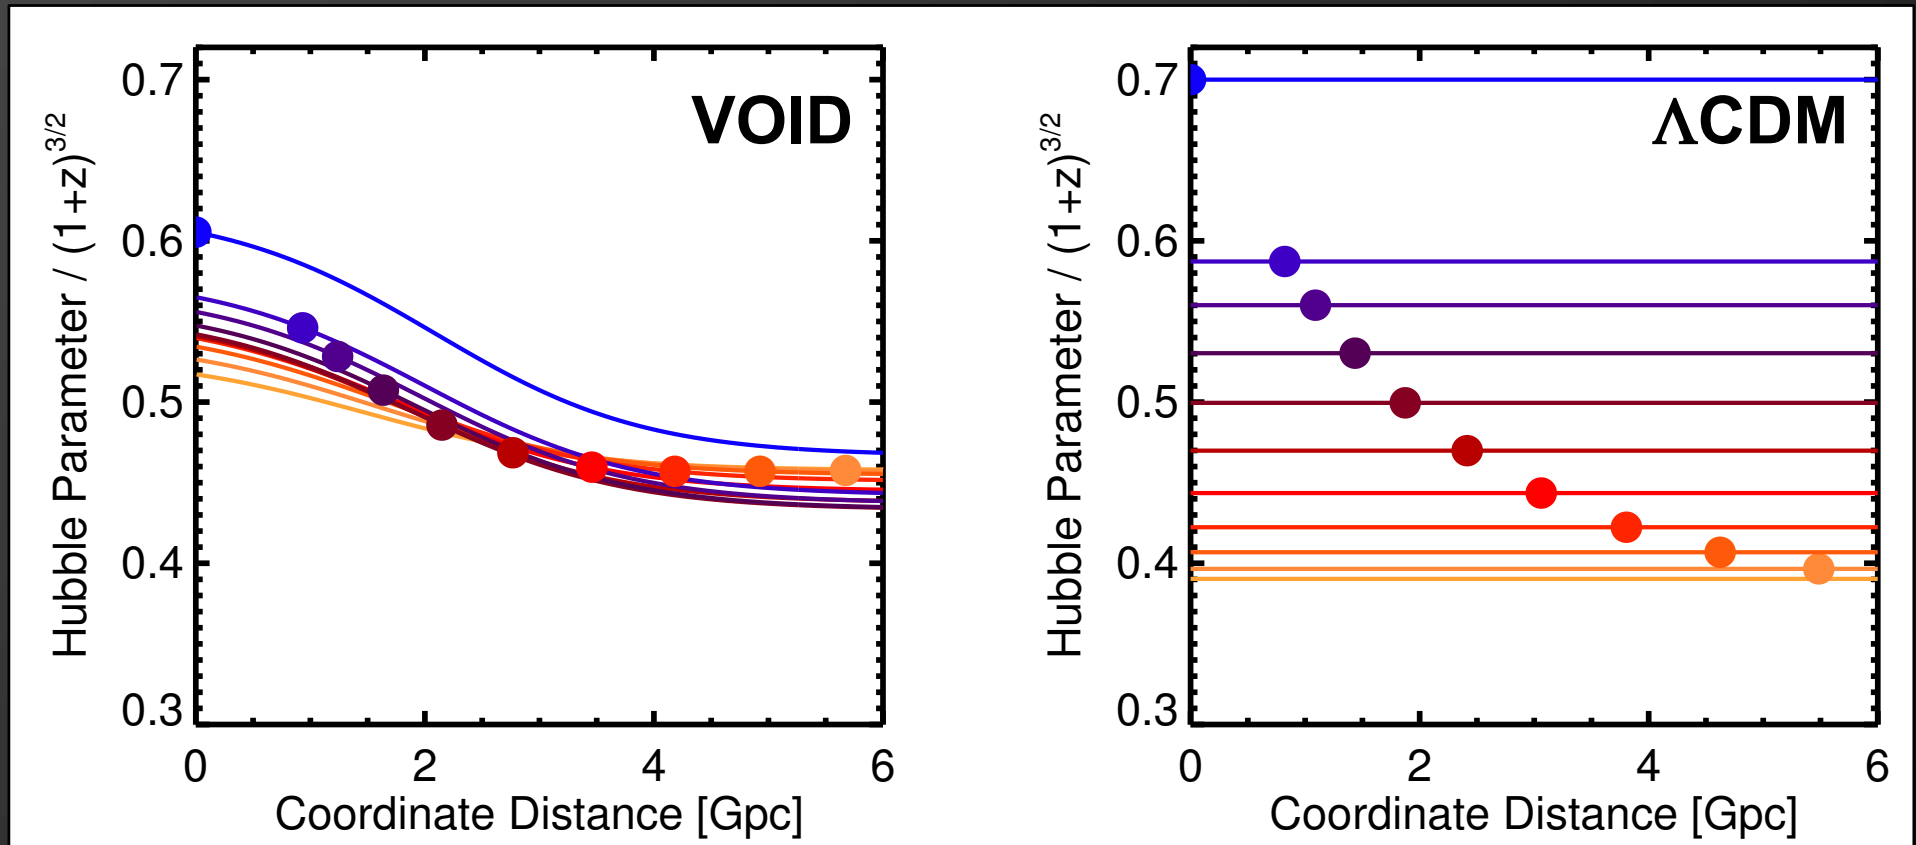 VOID
Hubble Parameter / (1+z)^3/2
0.7
0.6
0.5
0.4
0.3
0 2 4 6
Coordinate Distance [Gpc]
ΛCDM
Hubble Parameter / (1+z)^3/2
0.7
0.6
0.5
0.4
0.3
0 2 4 6
Coordinate Distance [Gpc]